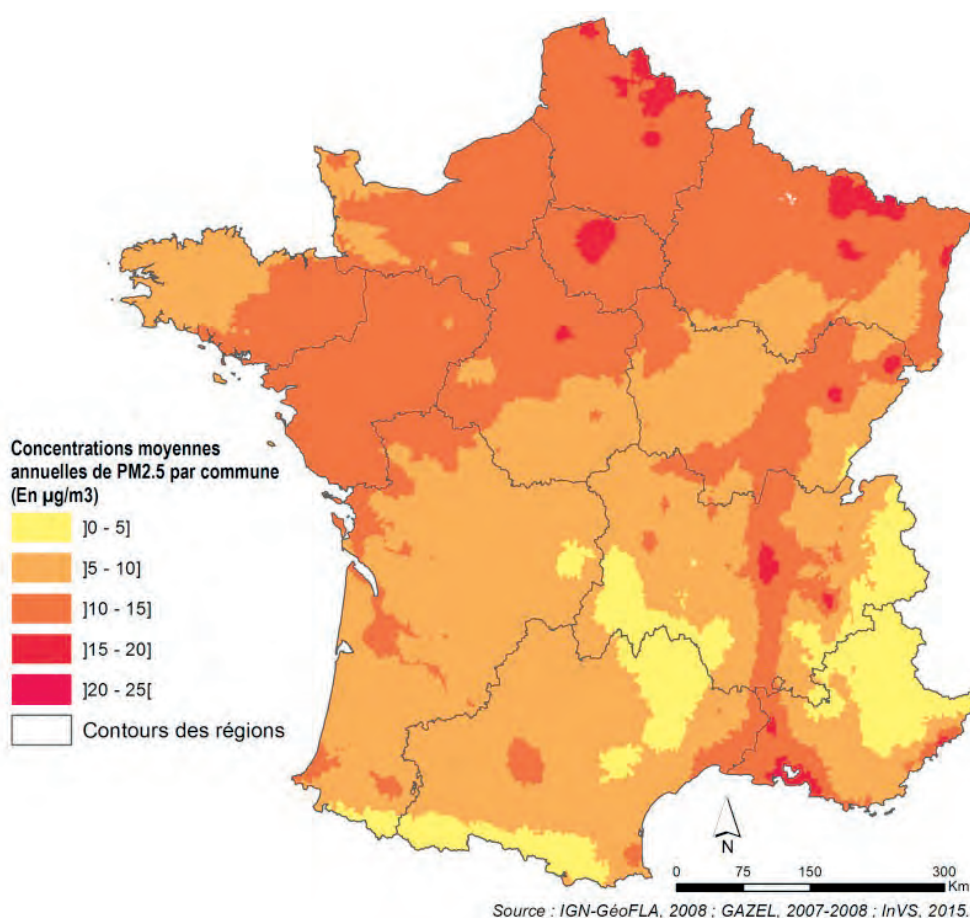 Concentrations moyennes
annuelles de PM2.5 par commune
(En µg/m3)
]0 - 5]
]5 - 10]
]10 - 15]
]15 - 20]
]20 - 25[
Contours des régions
N
0 75 150 300
Km
Source : IGN-GéoFLA, 2008 ; GAZEL, 2007-2008 ; InVS, 2015.